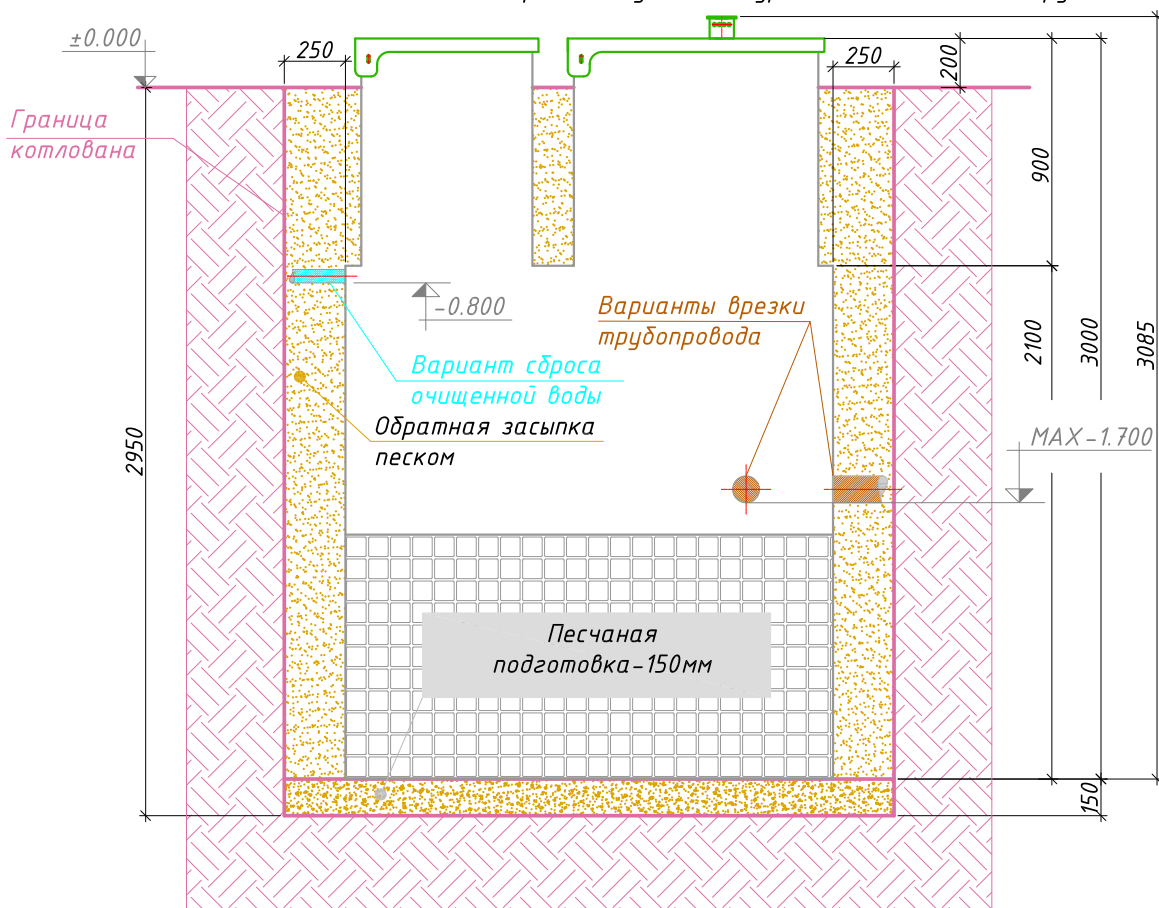 ±0.000
250
250
200
Граница
котлована
900
-0.800
Варианты врезки
трубопровода
2100
3000
3085
Вариант сброса
очищенной воды
Обратная засыпка
песком
2950
MAX-1.700
Песчаная
подготовка-150мм
150